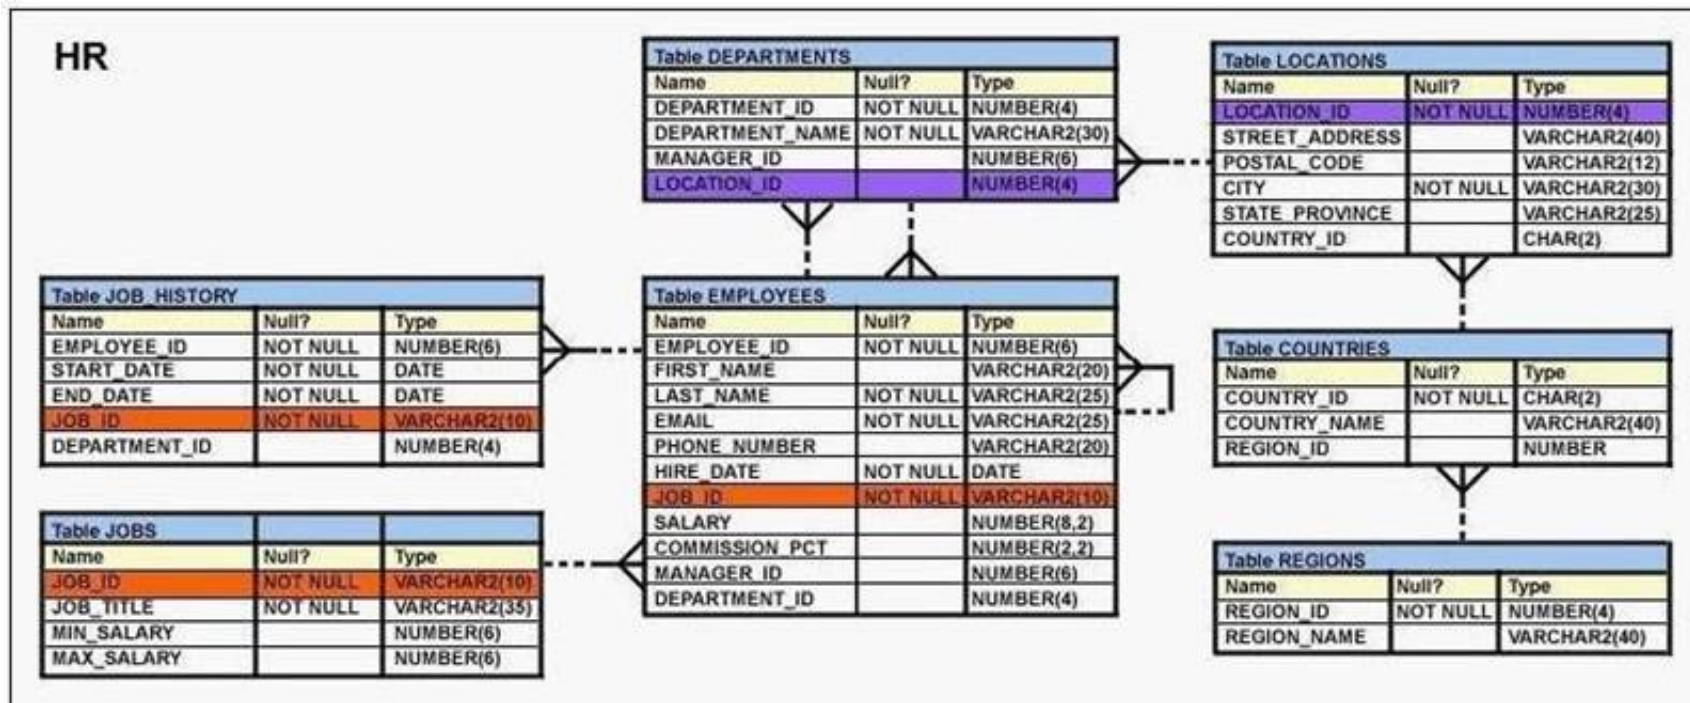 HR
Table DEPARTMENTS
Name Null? Type
DEPARTMENT_ID NOT NULL NUMBER(4)
DEPARTMENT_NAME NOT NULL VARCHAR2(30)
MANAGER_ID NUMBER(6)
LOCATION_ID NUMBER(4)
Table LOCATIONS
Name Null? Type
LOCATION_ID NOT NULL NUMBER(4)
STREET_ADDRESS VARCHAR2(40)
POSTAL_CODE VARCHAR2(12)
CITY NOT NULL VARCHAR2(30)
STATE_PROVINCE VARCHAR2(25)
COUNTRY_ID CHAR(2)
Table JOB_HISTORY
Name Null? Type
EMPLOYEE_ID NOT NULL NUMBER(6)
START_DATE NOT NULL DATE
END_DATE NOT NULL DATE
JOB_ID NOT NULL VARCHAR2(10)
DEPARTMENT_ID NUMBER(4)
Table EMPLOYEES
Name Null? Type
EMPLOYEE_ID NOT NULL NUMBER(6)
FIRST_NAME VARCHAR2(20)
LAST_NAME NOT NULL VARCHAR2(25)
EMAIL NOT NULL VARCHAR2(25)
PHONE_NUMBER VARCHAR2(20)
HIRE_DATE NOT NULL DATE
JOB_ID NOT NULL VARCHAR2(10)
SALARY NUMBER(8,2)
COMMISSION_PCT NUMBER(2,2)
MANAGER_ID NUMBER(6)
DEPARTMENT_ID NUMBER(4)
Table COUNTRIES
Name Null? Type
COUNTRY_ID NOT NULL CHAR(2)
COUNTRY_NAME VARCHAR2(40)
REGION_ID NUMBER
Table JOBS
Name Null? Type
JOB_ID NOT NULL VARCHAR2(10)
JOB_TITLE NOT NULL VARCHAR2(35)
MIN_SALARY NUMBER(6)
MAX_SALARY NUMBER(6)
Table REGIONS
Name Null? Type
REGION_ID NOT NULL NUMBER(4)
REGION_NAME VARCHAR2(40)